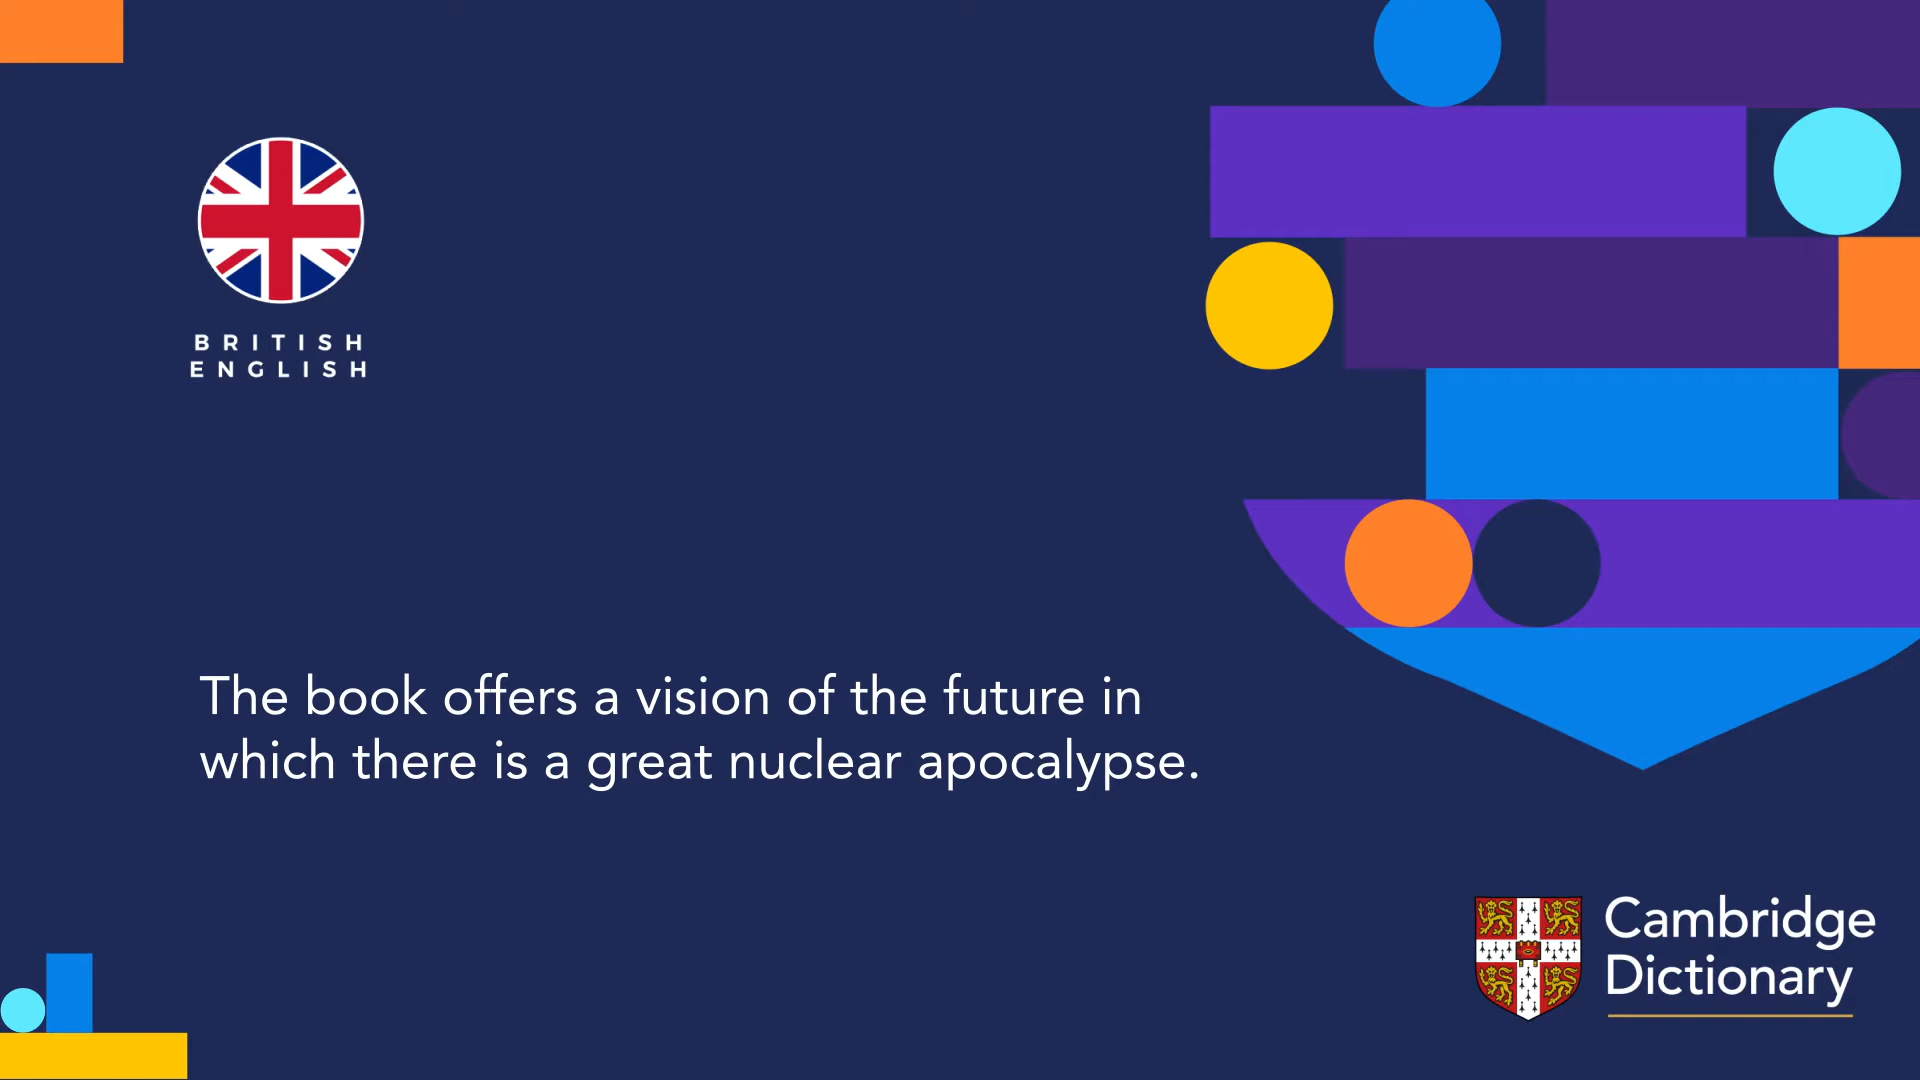 BRITISH
ENGLISH
The book offers a vision of the future in
which there is a great nuclear apocalypse.
Cambridge
Dictionary